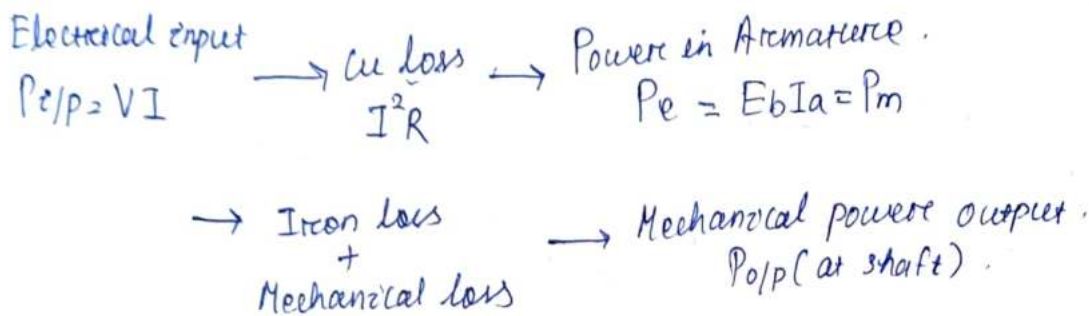 Electrical input → Cu loss → Power in Armature.
Pi/p = VI
I²R
Pe = EbIa = Pm
→ Iron loss → Mechanical power output.
+
Po/p (at shaft).
Mechanical loss